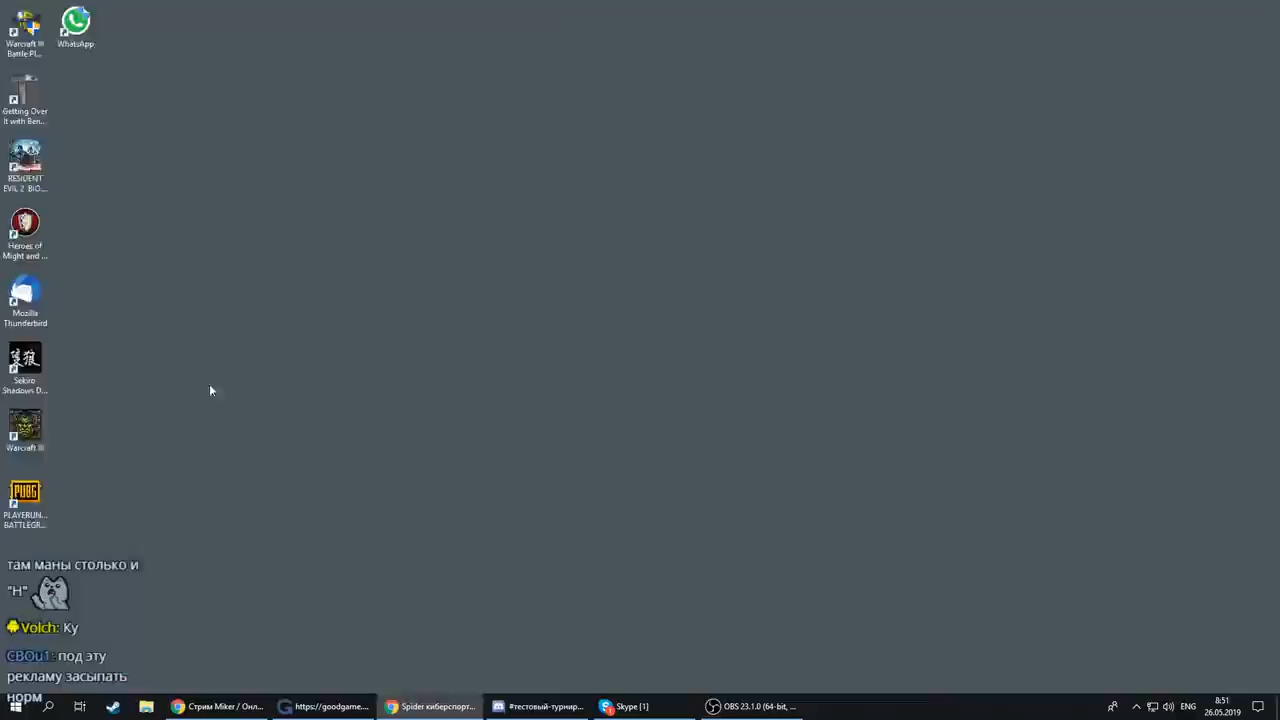 Warcraft III
Battle Pl...
WhatsApp
Getting Over
It with Ben...
RESIDENT
EVIL 2 BIO...
Heroes of
Might and ...
Mozilla
Thunderbird
Sekiro
Shadows D...
Warcraft III
PUBG
PLAYERUN...
BATTLEGR...
там маны столько и
"Н"
Volch: Ку
CBOu1: под эту
рекламу засыпать
норм
Стрим Miker / Онл...
https://goodgame....
Spider киберспорт...
#тестовый-турнир...
Skype [1]
OBS 23.1.0 (64-bit, ...
ENG
8:51
26.05.2019